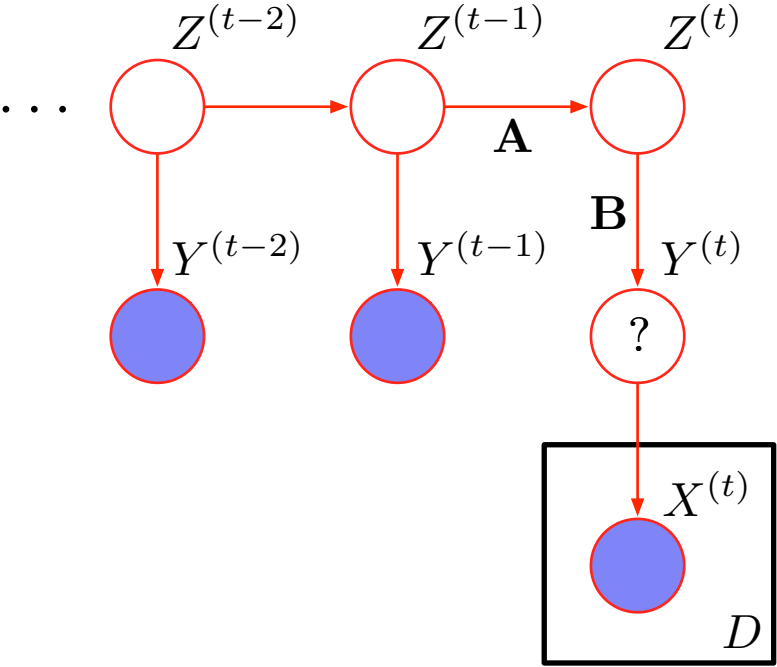 Z^{(t−2)} Z^{(t−1)} Z^{(t)}
···
A
B
Y^{(t−2)} Y^{(t−1)} Y^{(t)}
?
X^{(t)}
D